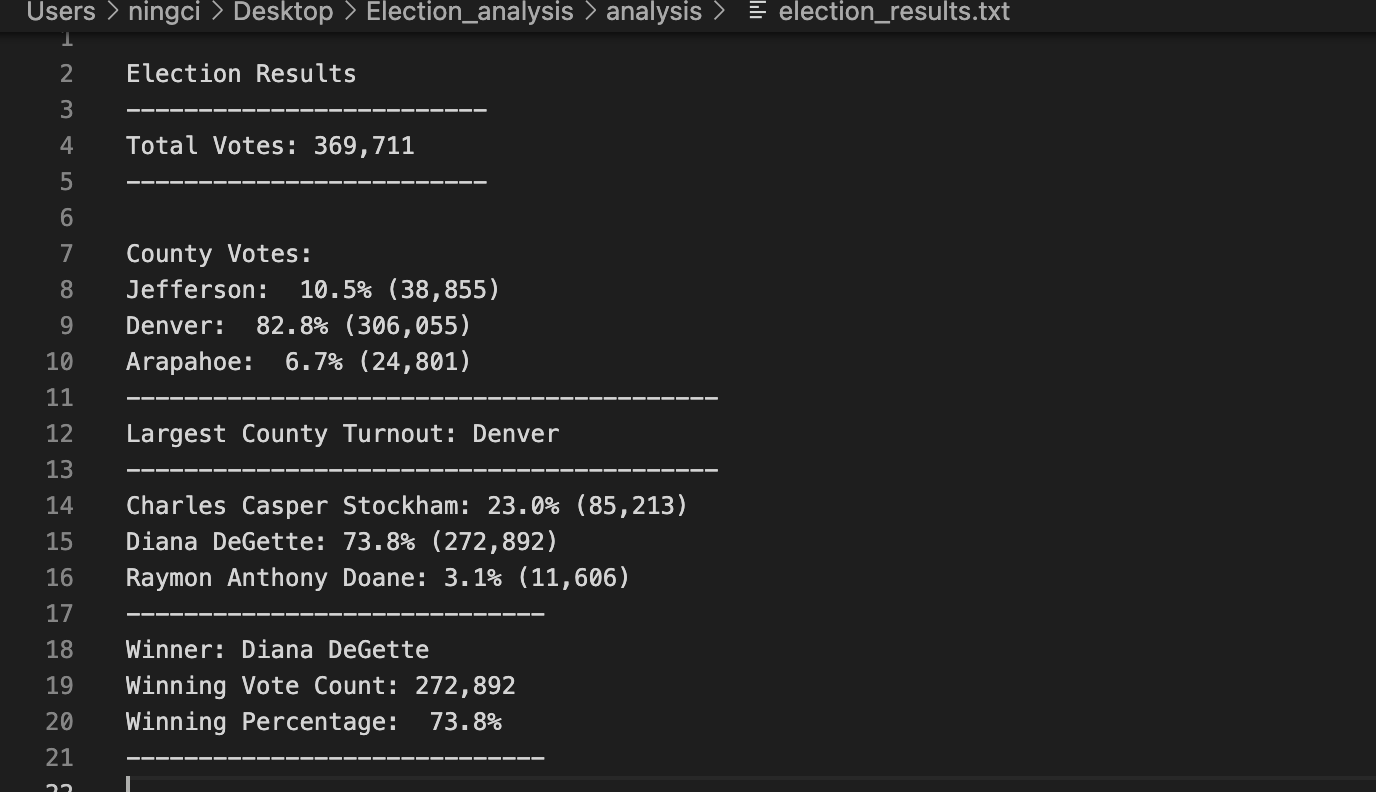 Users > ningci > Desktop > Election_analysis > analysis > election_results.txt
1
2 Election Results
3 -------------------------
4 Total Votes: 369,711
5 -------------------------
6
7 County Votes:
8 Jefferson:  10.5% (38,855)
9 Denver:  82.8% (306,055)
10 Arapahoe:  6.7% (24,801)
11 -----------------------------------------
12 Largest County Turnout: Denver
13 -----------------------------------------
14 Charles Casper Stockham: 23.0% (85,213)
15 Diana DeGette: 73.8% (272,892)
16 Raymon Anthony Doane: 3.1% (11,606)
17 -----------------------------
18 Winner: Diana DeGette
19 Winning Vote Count: 272,892
20 Winning Percentage:  73.8%
21 -----------------------------
22